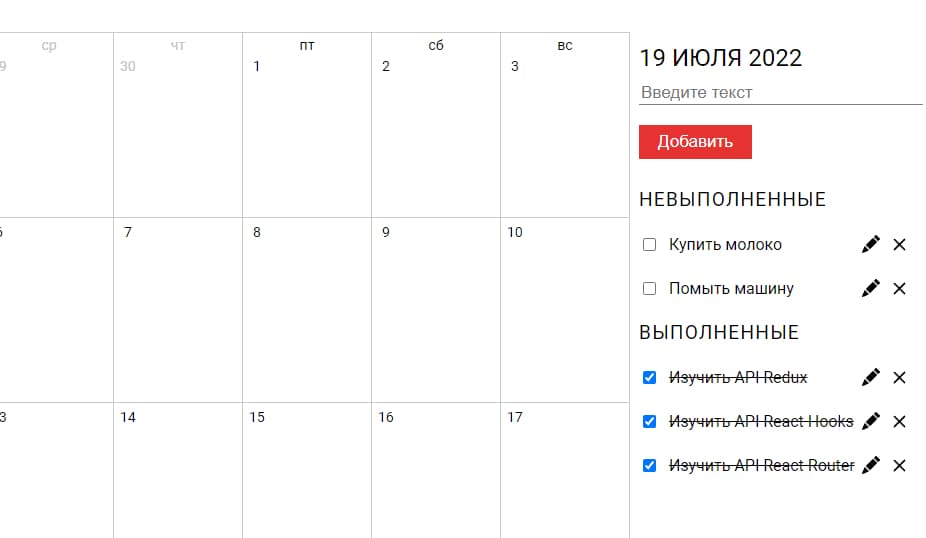 ср чт пт сб вс
30 1 2 3
7 8 9 10
14 15 16 17
19 ИЮЛЯ 2022
Введите текст
Добавить
НЕВЫПОЛНЕННЫЕ
Купить молоко
Помыть машину
ВЫПОЛНЕННЫЕ
Изучить API Redux
Изучить API React Hooks
Изучить API React Router